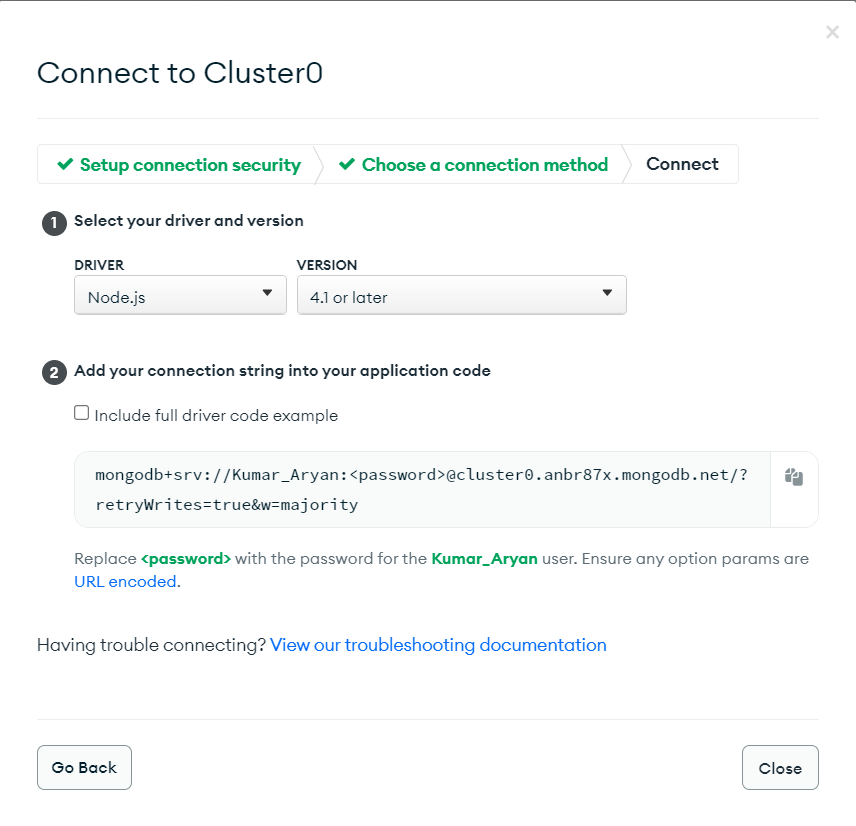 Connect to Cluster0
Setup connection security
Choose a connection method
Connect
1 Select your driver and version
DRIVER
VERSION
Node.js
4.1 or later
2 Add your connection string into your application code
Include full driver code example
mongodb+srv://Kumar_Aryan:<password>@cluster0.anbr87x.mongodb.net/?
retryWrites=true&w=majority
Replace <password> with the password for the Kumar_Aryan user. Ensure any option params are
URL encoded.
Having trouble connecting? View our troubleshooting documentation
Go Back
Close